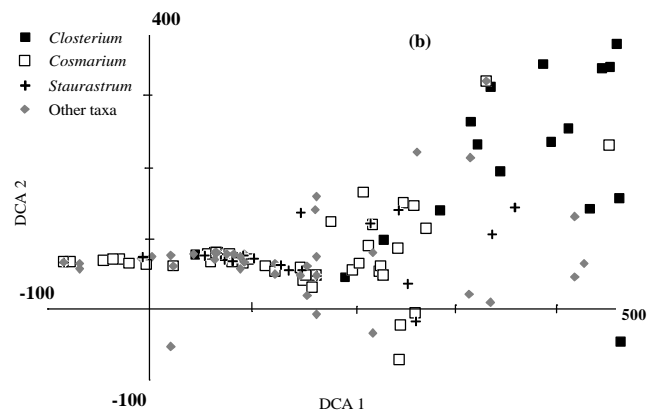 400
(b)
Closterium
Cosmarium
Staurastrum
Other taxa
DCA 2
-100
500
-100
DCA 1